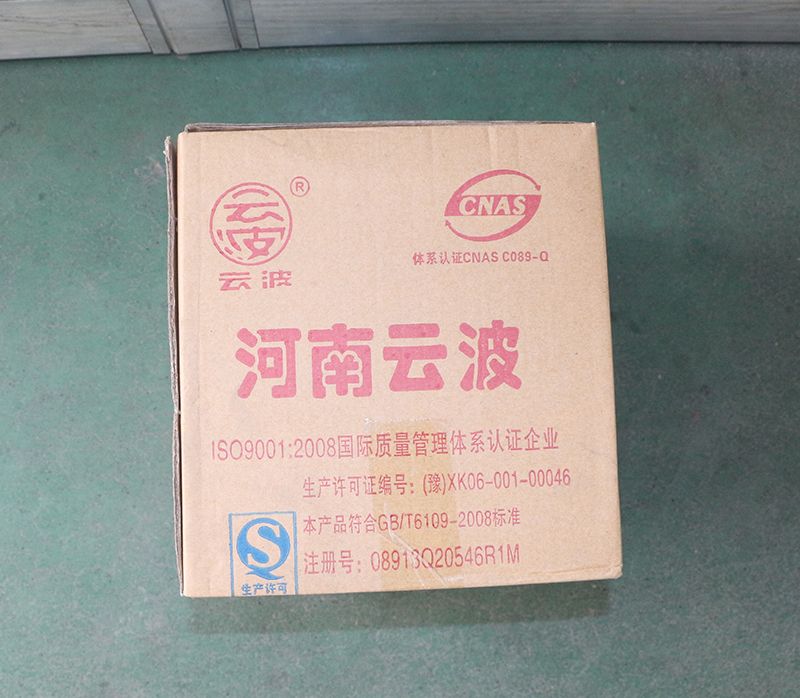 云波
®
云波
CNAS
体系认证CNAS C089-Q
河南云波
ISO9001:2008国际质量管理体系认证企业
生产许可证编号:(豫)XK06-001-00046
本产品符合GB/T6109-2008标准
注册号:08913Q20546R1M
生产许可